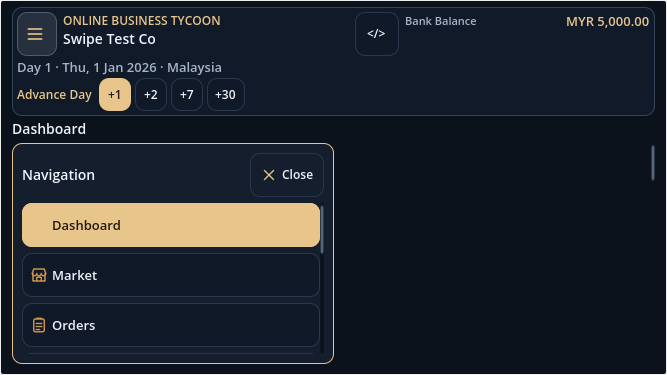 ONLINE BUSINESS TYCOON
Swipe Test Co
</>
Bank Balance
MYR 5,000.00
Day 1 · Thu, 1 Jan 2026 · Malaysia
Advance Day +1 +2 +7 +30
Dashboard
Navigation
Close
Dashboard
Market
Orders